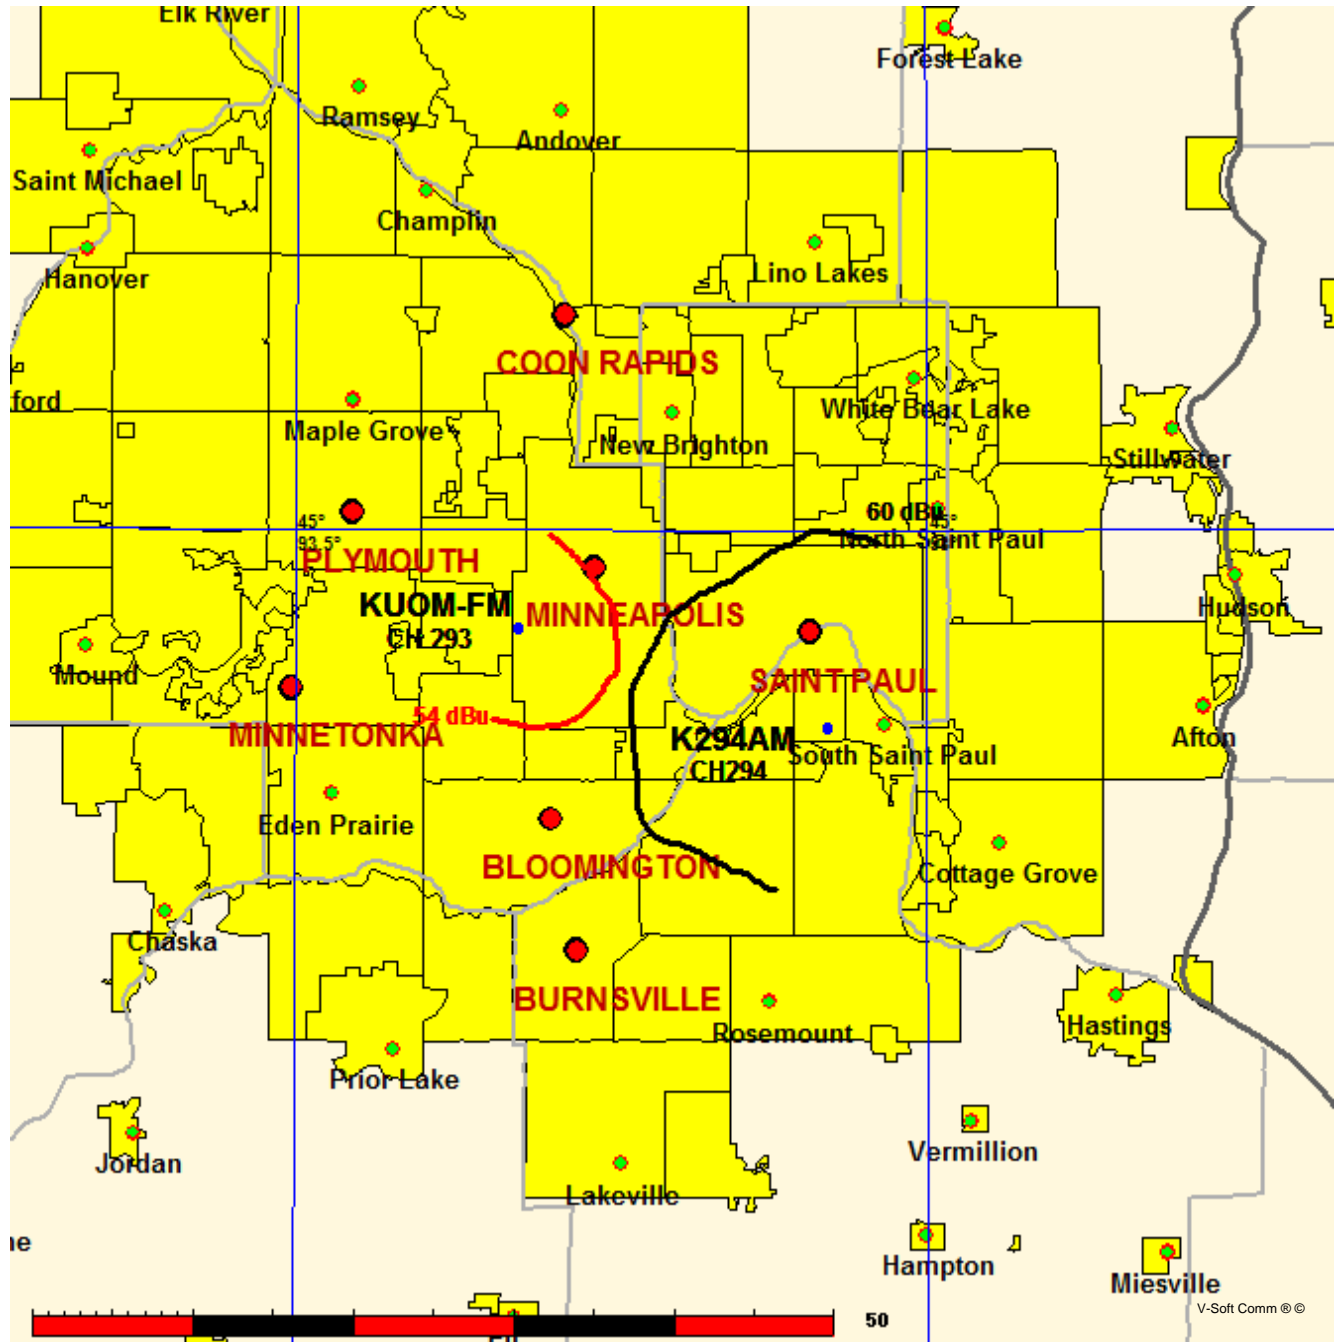 Elk River
Forest Lake
Ramsey
Andover
Saint Michael
Champlin
Hanover
Lino Lakes
COON RAPIDS
ford
White Bear Lake
Maple Grove
New Brighton
Stillwater
60 dBu
45°
93.5°
45°
North Saint Paul
PLYMOUTH
KUOM-FM
CH 293
MINNEAPOLIS
Hudson
Mound
SAINT PAUL
54 dBu
MINNETONKA
K294AM
CH294
South Saint Paul
Afton
Eden Prairie
BLOOMINGTON
Cottage Grove
Chaska
BURNSVILLE
Rosemount
Hastings
Prior Lake
Jordan
Vermillion
Lakeville
Hampton
Miesville
V-Soft Comm ® ©
50